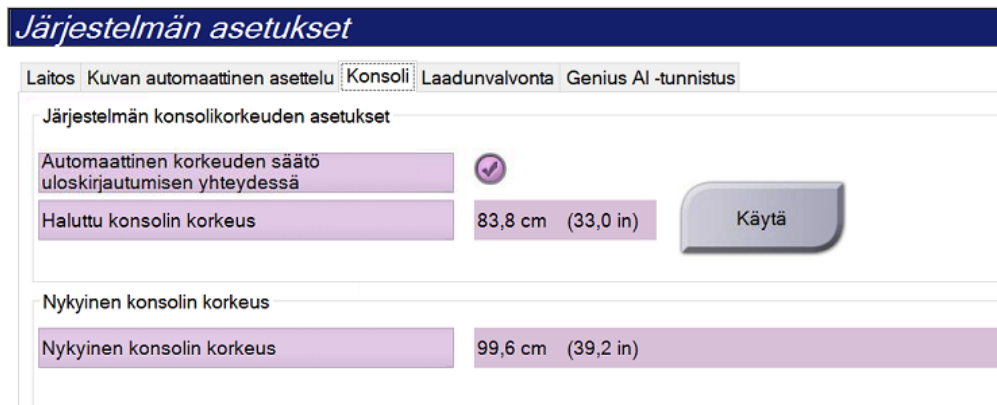 Järjestelmän asetukset
Laitos Kuvan automaattinen asettelu Konsoli Laadunvalvonta Genius AI -tunnistus
Järjestelmän konsolikorkeuden asetukset
Automaattinen korkeuden säätö
uloskirjautumisen yhteydessä
Haluttu konsolin korkeus 83,8 cm (33,0 in) Käytä
Nykyinen konsolin korkeus
Nykyinen konsolin korkeus 99,6 cm (39,2 in)